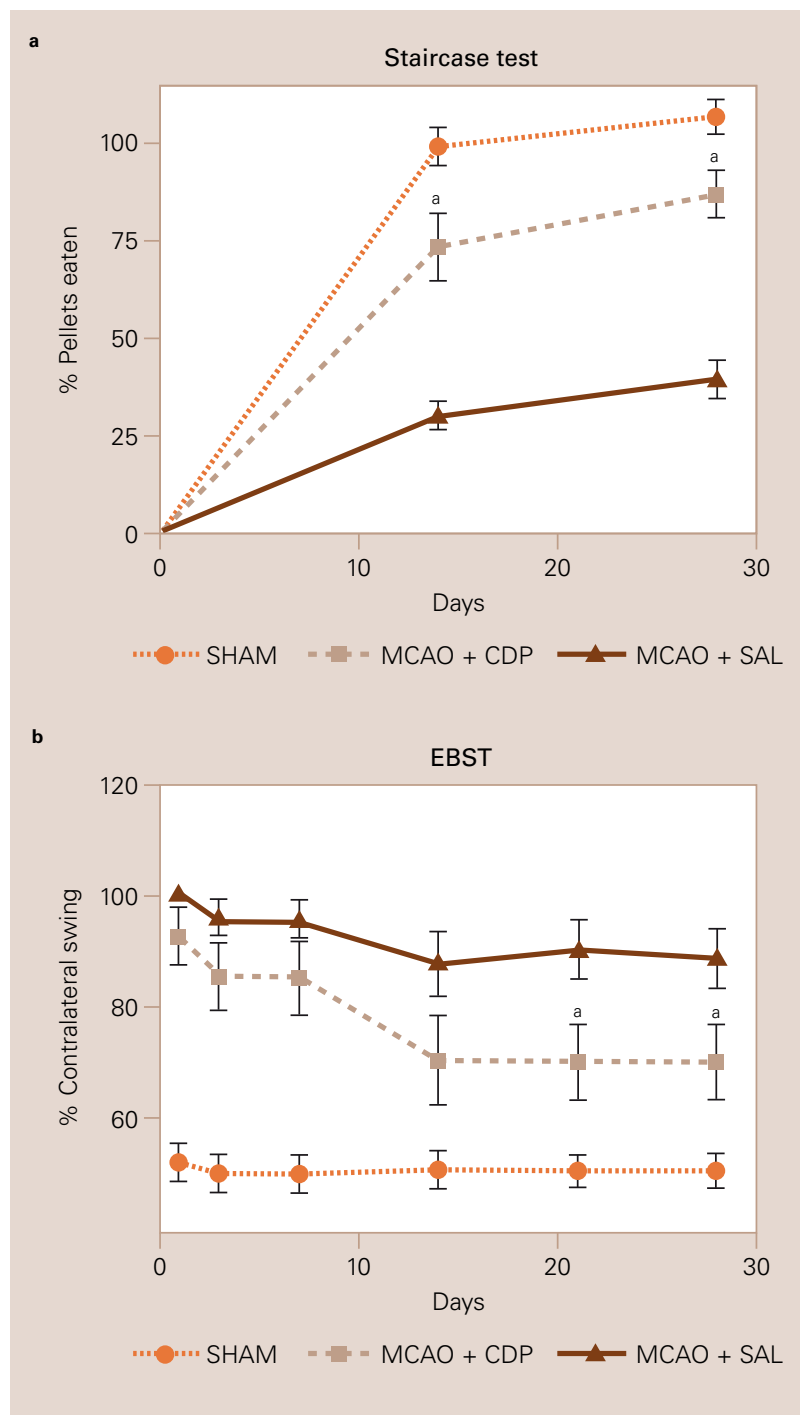 a
Staircase test
% Pellets eaten
100
75
50
25
0
a
a
0 10 20 30
Days
SHAM MCAO + CDP MCAO + SAL
b
EBST
% Contralateral swing
120
100
80
60
a a
0 10 20 30
Days
SHAM MCAO + CDP MCAO + SAL